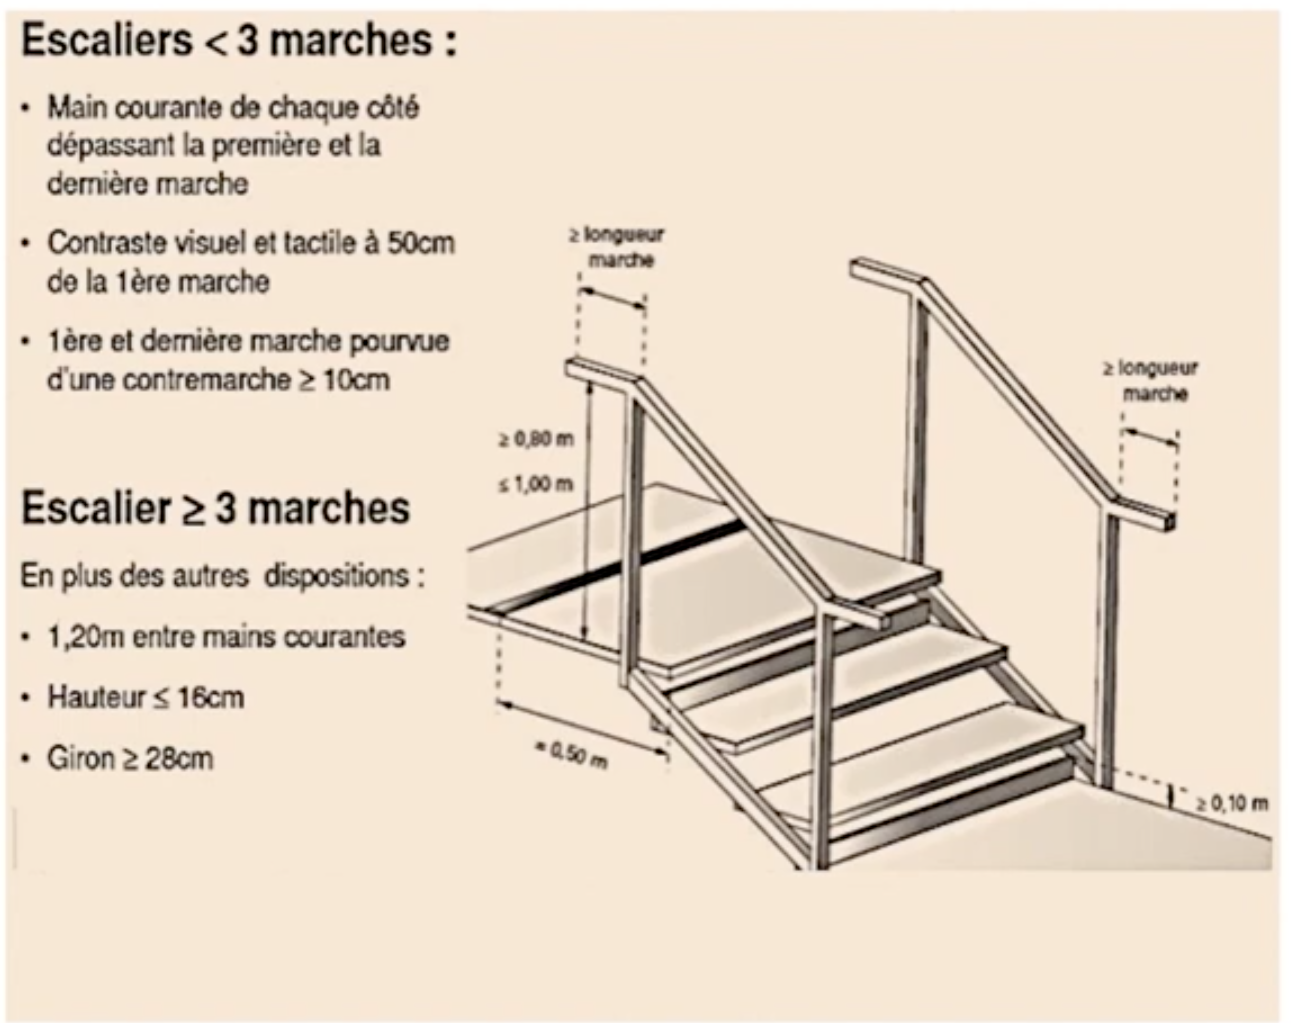 Escaliers < 3 marches :
• Main courante de chaque côté
dépassant la première et la
dernière marche
• Contraste visuel et tactile à 50cm
de la 1ère marche
• 1ère et dernière marche pourvue
d'une contremarche ≥ 10cm
Escalier ≥ 3 marches
En plus des autres dispositions :
• 1,20m entre mains courantes
• Hauteur ≤ 16cm
• Giron ≥ 28cm
≥ longueur
marche
≥ longueur
marche
≥ 0,80 m
≤ 1,00 m
= 0,50 m
≥ 0,10 m